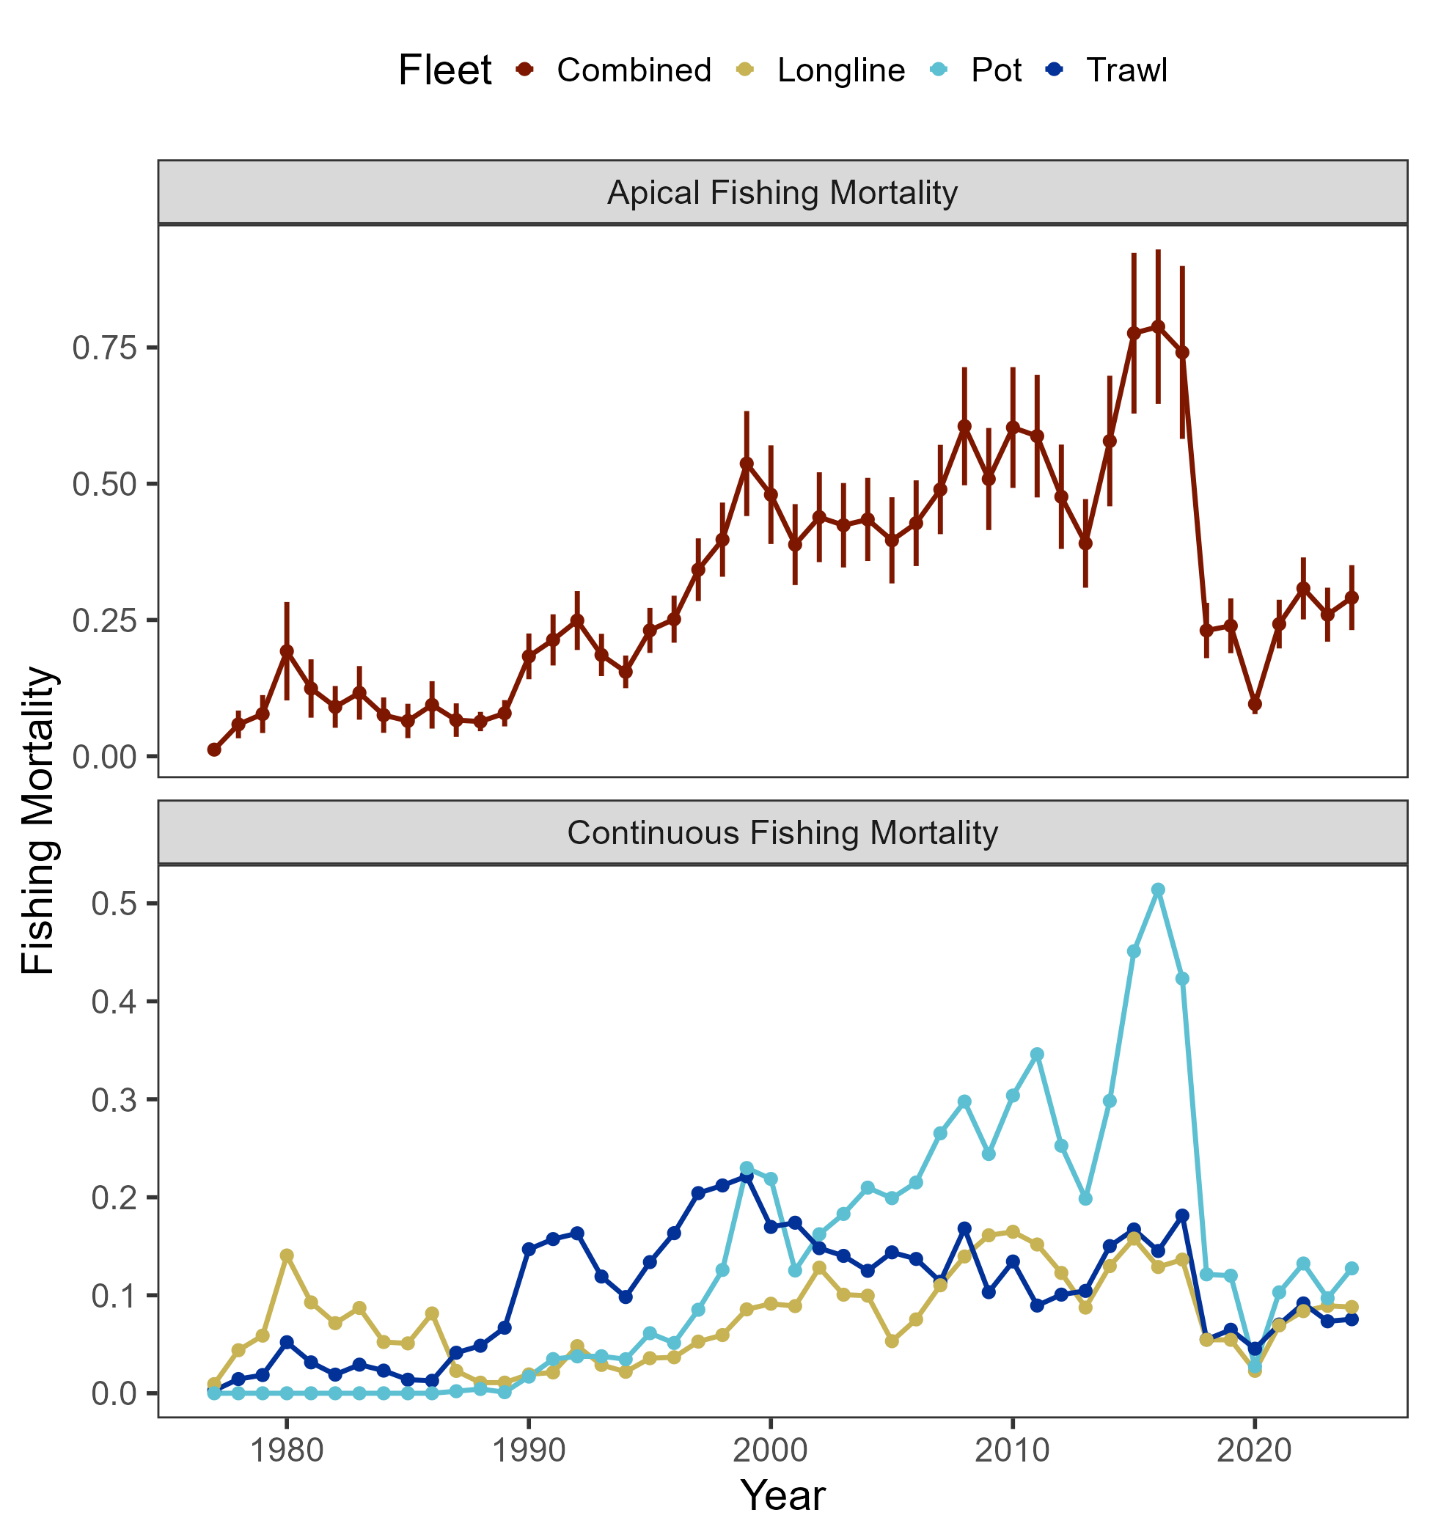 Fleet Combined Longline Pot Trawl
Apical Fishing Mortality
0.75
0.50
0.25
0.00
Fishing Mortality
Continuous Fishing Mortality
0.5
0.4
0.3
0.2
0.1
0.0
1980 1990 2000 2010 2020
Year